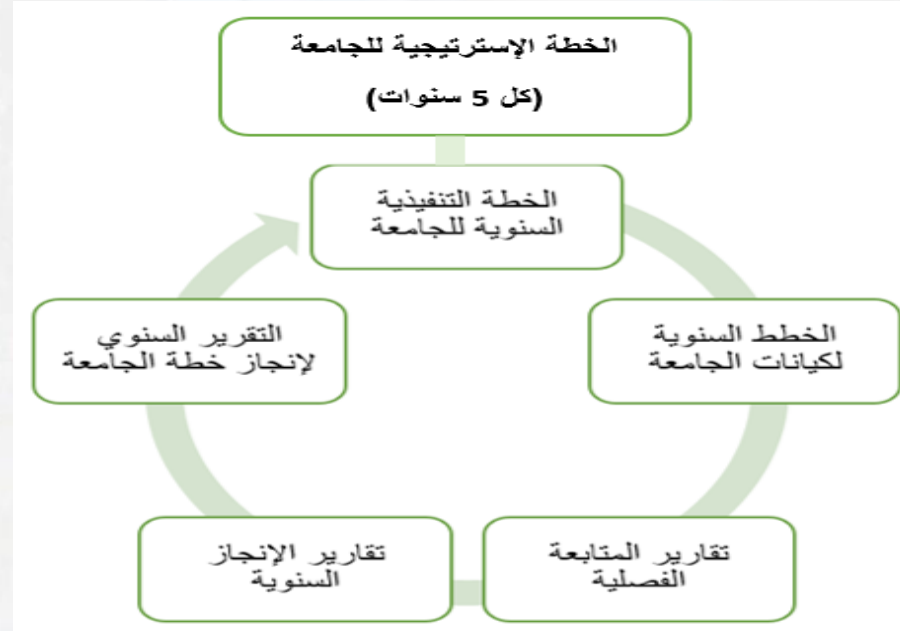 الخطة الإسترتيجية للجامعة
(كل 5 سنوات)
الخطة التنفيذية
السنوية للجامعة
الخطط السنوية
لكيانات الجامعة
تقارير المتابعة
الفصلية
تقارير الإنجاز
السنوية
التقرير السنوي
لإنجاز خطة الجامعة